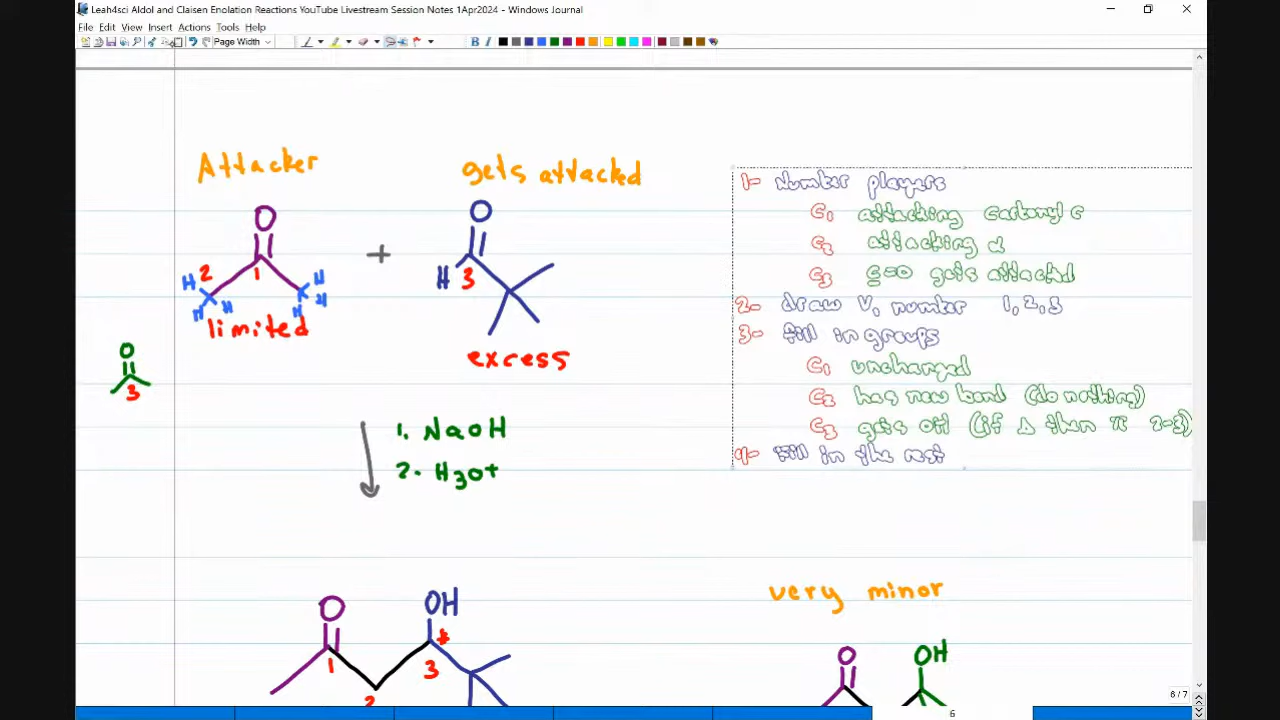 Leah4sci Aldol and Claisen Enolation Reactions YouTube Livestream Session Notes 1Apr2024 - Windows Journal
File Edit View Insert Actions Tools Help
Page Width
B I
Attacker
gets attacked
O
O
H 2 1 H
H H H H
+
H 3
limited
excess
O
3
1. NaOH
2. H3O+
1- Number players
C1 attacking carbonyl C
C2 attacking α
C3 C=O gets attacked
2- draw V, number 1,2,3
3- fill in groups
C1 unchanged
C2 has new bond (do nothing)
C3 gets OH (if Δ then π 2-3)
4- fill in the rest
very minor
O OH
1 2 3 *
O OH
8 / 7
6